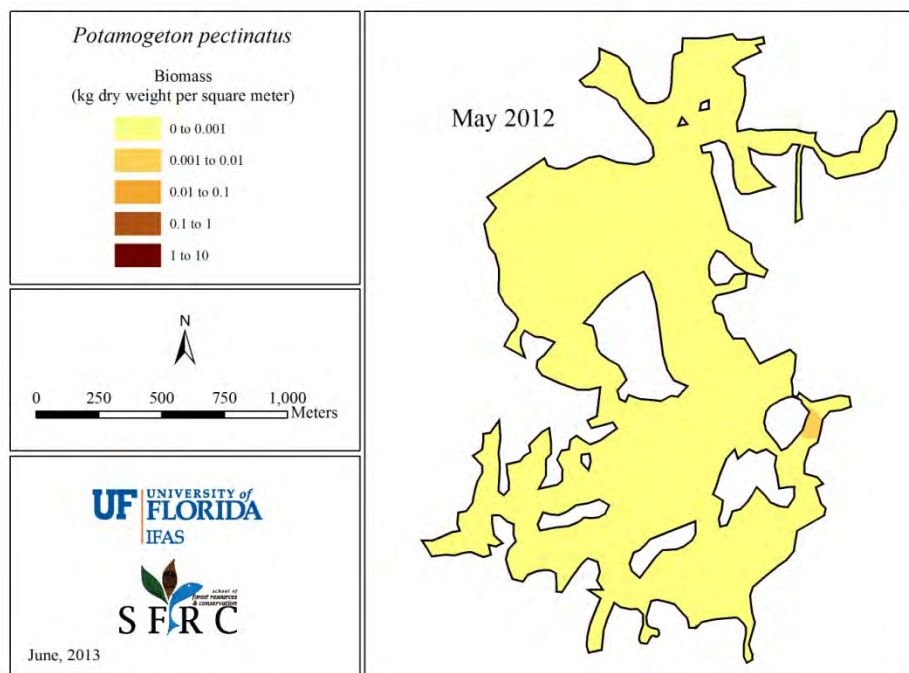 Potamogeton pectinatus
Biomass
(kg dry weight per square meter)
0 to 0.001
0.001 to 0.01
0.01 to 0.1
0.1 to 1
1 to 10
May 2012
N
0 250 500 750 1,000
Meters
UF UNIVERSITY of
FLORIDA
IFAS
school of
forest resources
& conservation
SFRC
June, 2013